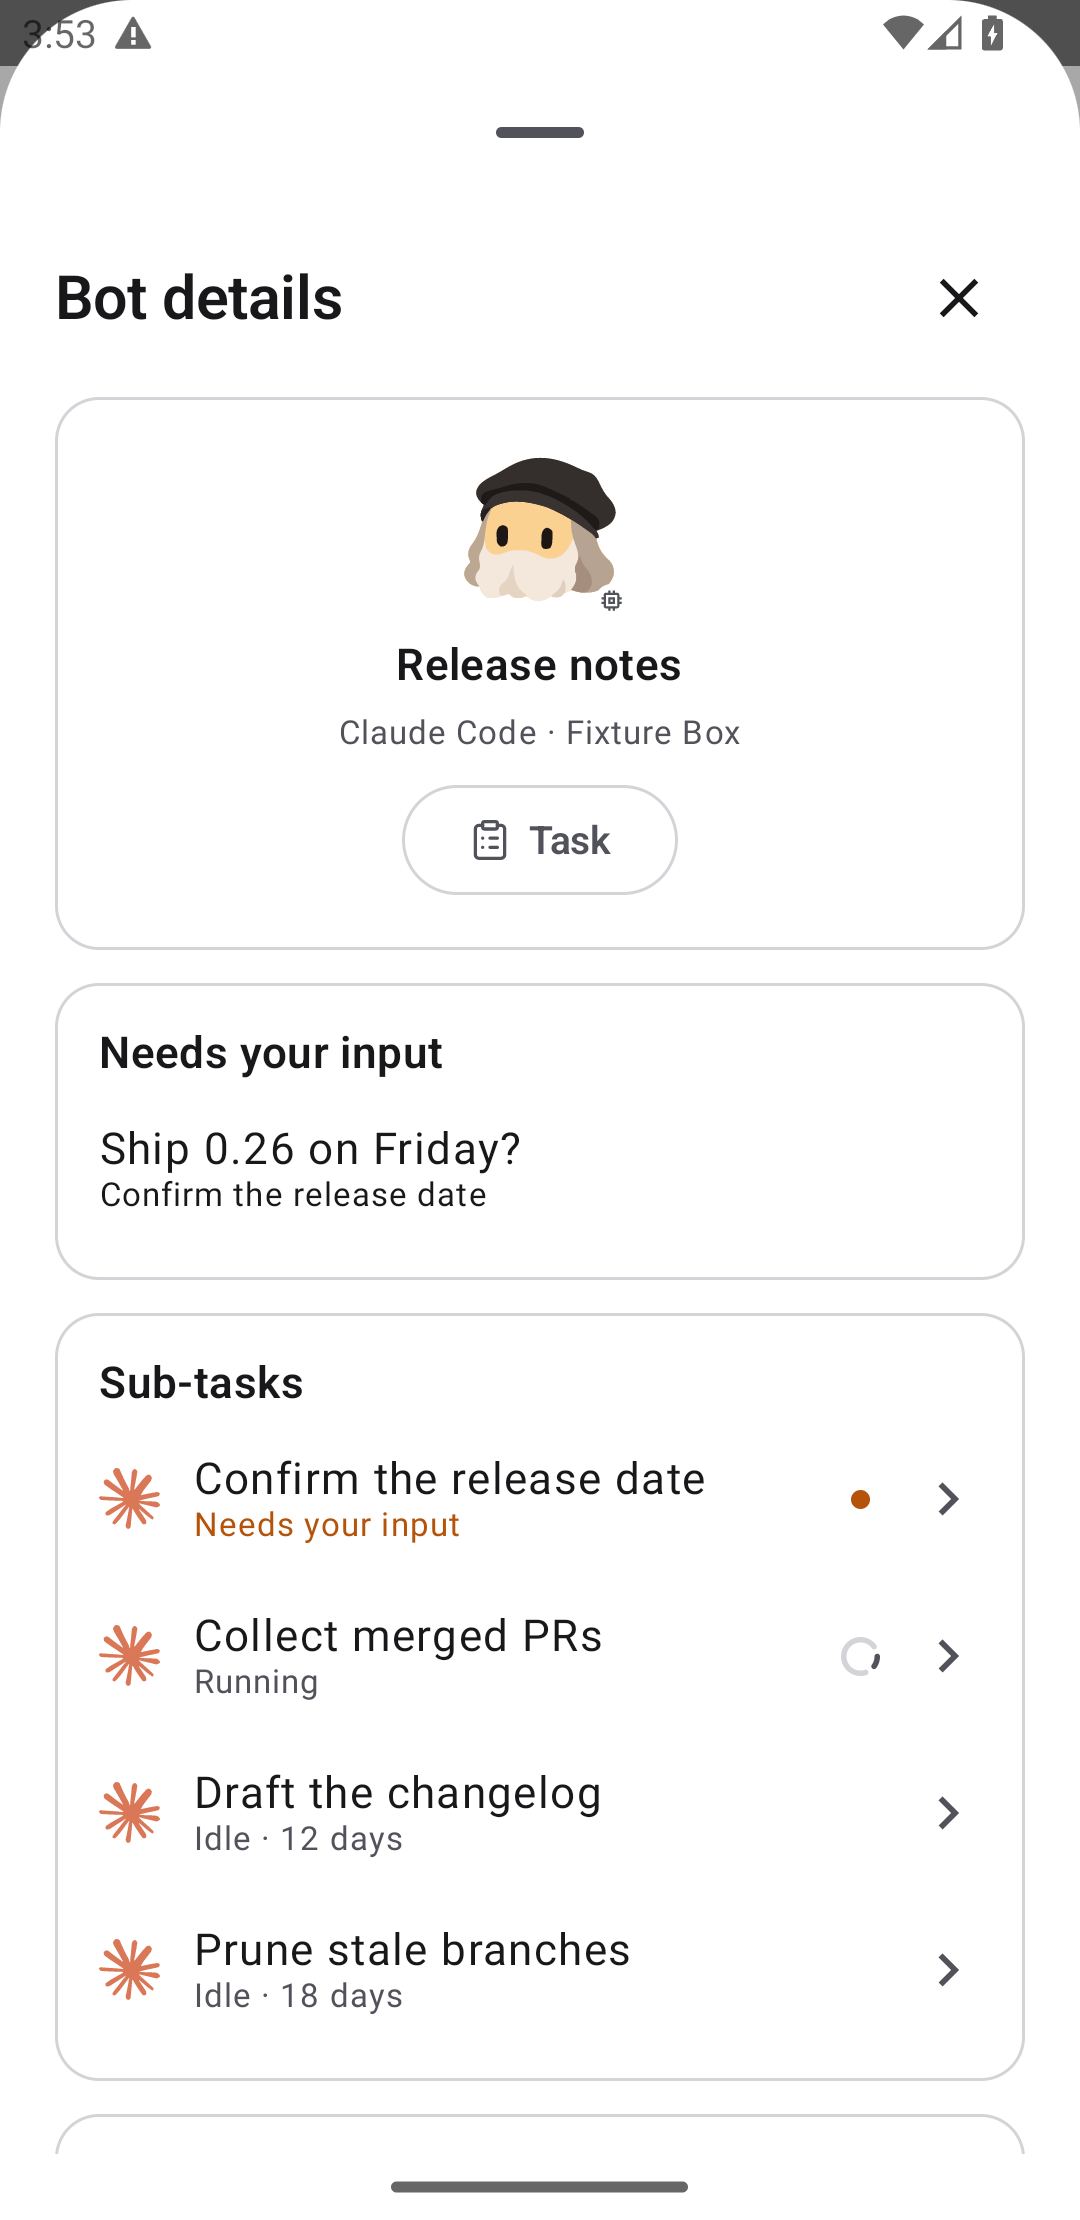 3:53
Bot details
Release notes
Claude Code · Fixture Box
Task
Needs your input
Ship 0.26 on Friday?
Confirm the release date
Sub-tasks
Confirm the release date
Needs your input
Collect merged PRs
Running
Draft the changelog
Idle · 12 days
Prune stale branches
Idle · 18 days